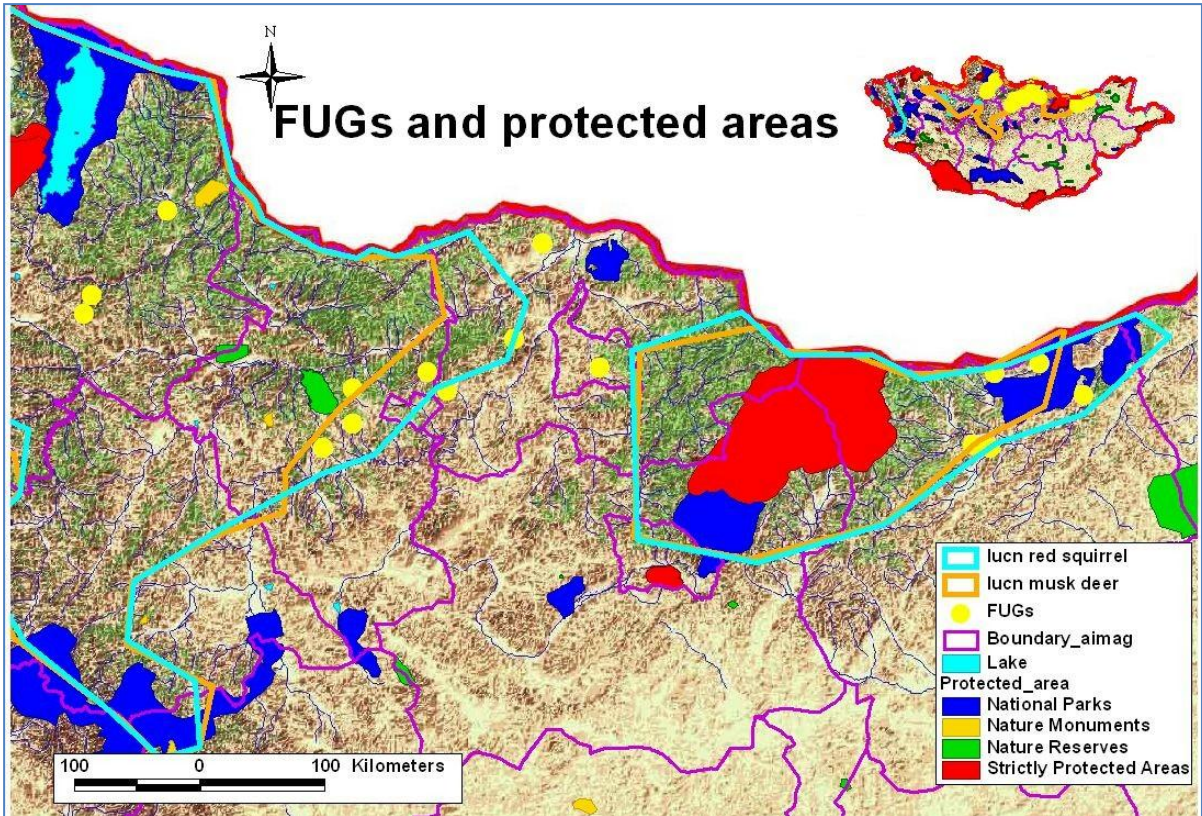 N
FUGs and protected areas
Iucn red squirrel
Iucn musk deer
FUGs
Boundary_aimag
Lake
Protected_area
National Parks
Nature Monuments
Nature Reserves
Strictly Protected Areas
100 0 100 Kilometers